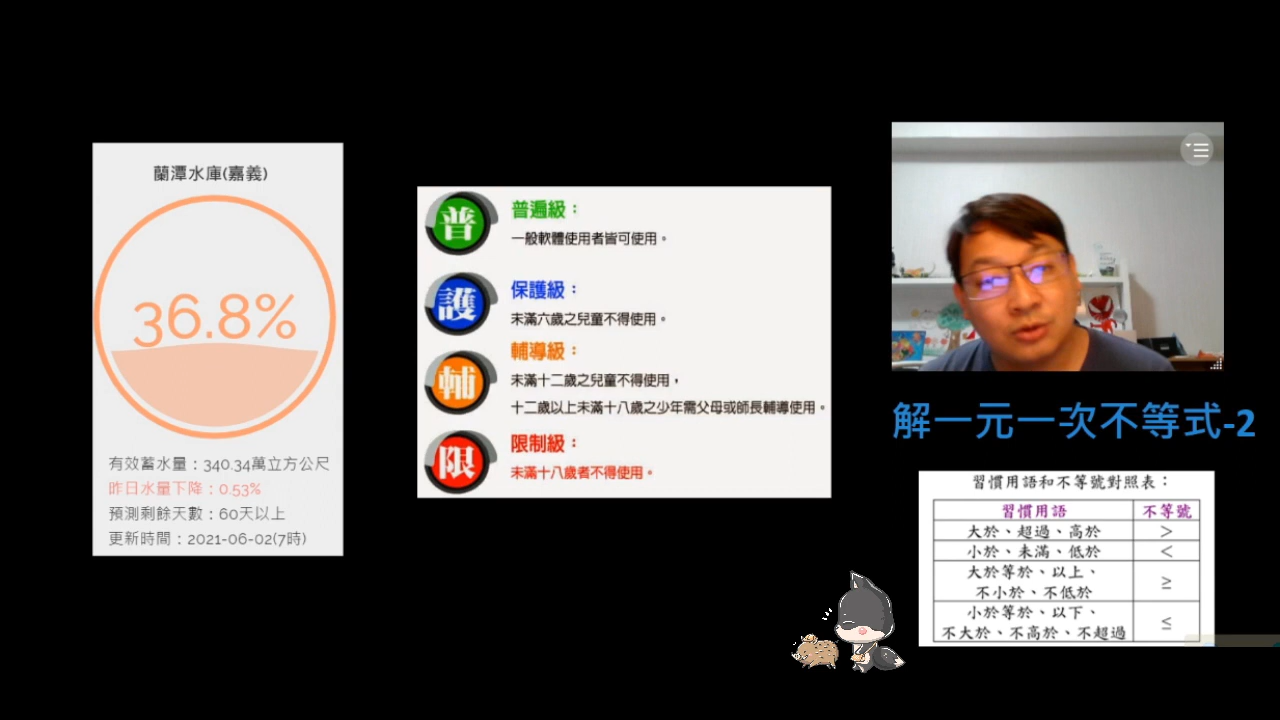 蘭潭水庫(嘉義)
36.8%
有效蓄水量：340.34萬立方公尺
昨日水量下降：0.53%
預測剩餘天數：60天以上
更新時間：2021-06-02(7時)
普
普遍級：
一般軟體使用者皆可使用。
護
保護級：
未滿六歲之兒童不得使用。
輔
輔導級：
未滿十二歲之兒童不得使用，
十二歲以上未滿十八歲之少年需父母或師長輔導使用。
限
限制級：
未滿十八歲者不得使用。
解一元一次不等式-2
習慣用語和不等號對照表：
習慣用語 不等號
大於、超過、高於 >
小於、未滿、低於 <
大於等於、以上、
不小於、不低於 ≥
小於等於、以下、
不大於、不高於、不超過 ≤